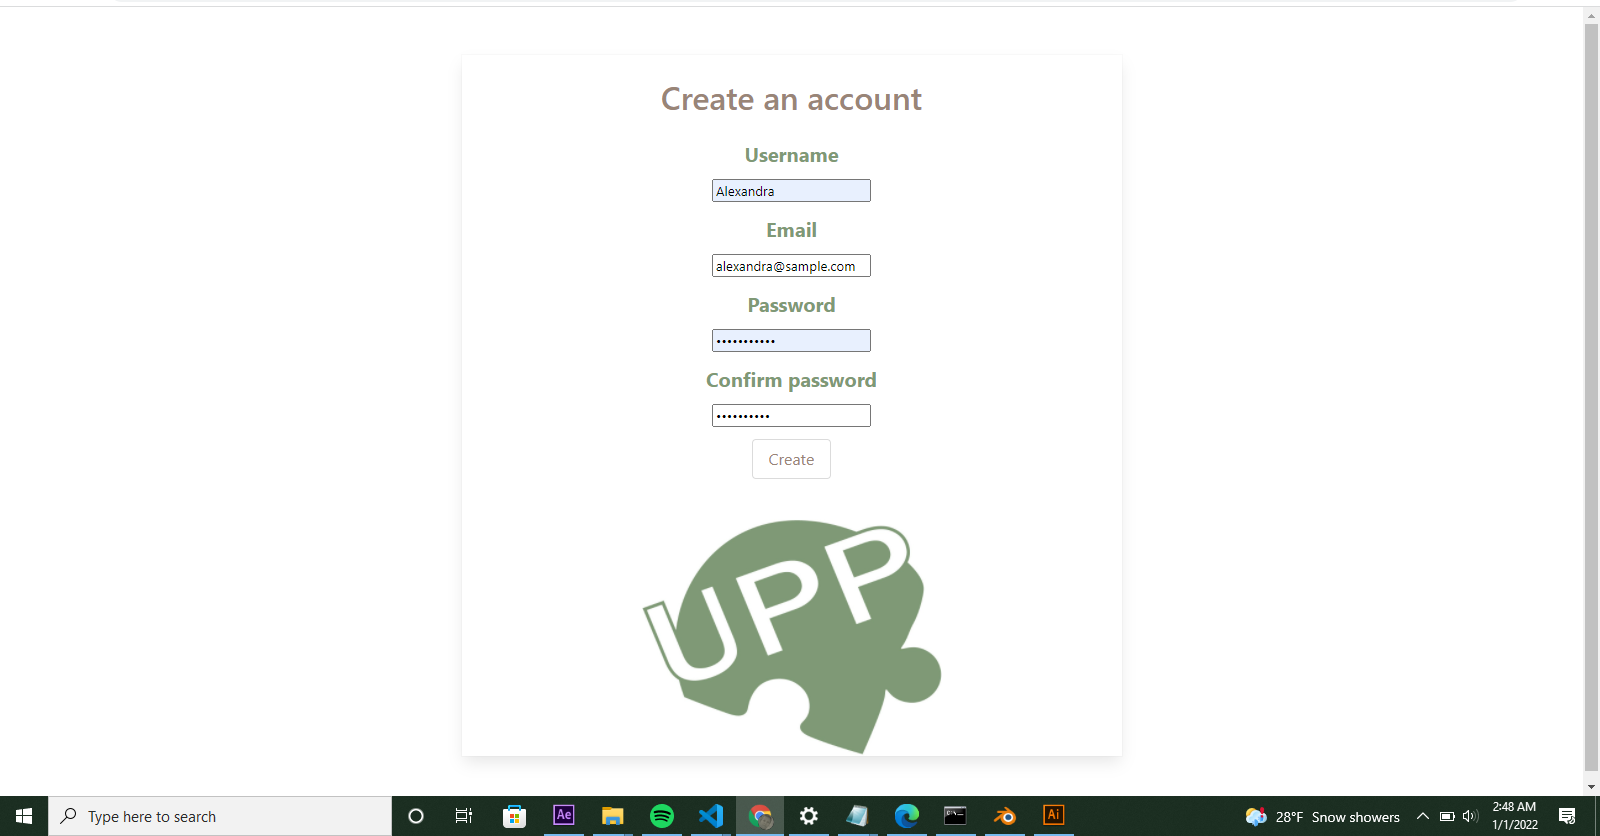 Create an account
Username
Alexandra
Email
alexandra@sample.com
Password
•••••••••••
Confirm password
••••••••••
Create
UPP
Type here to search
Ae
Ai
28°F Snow showers
2:48 AM
1/1/2022